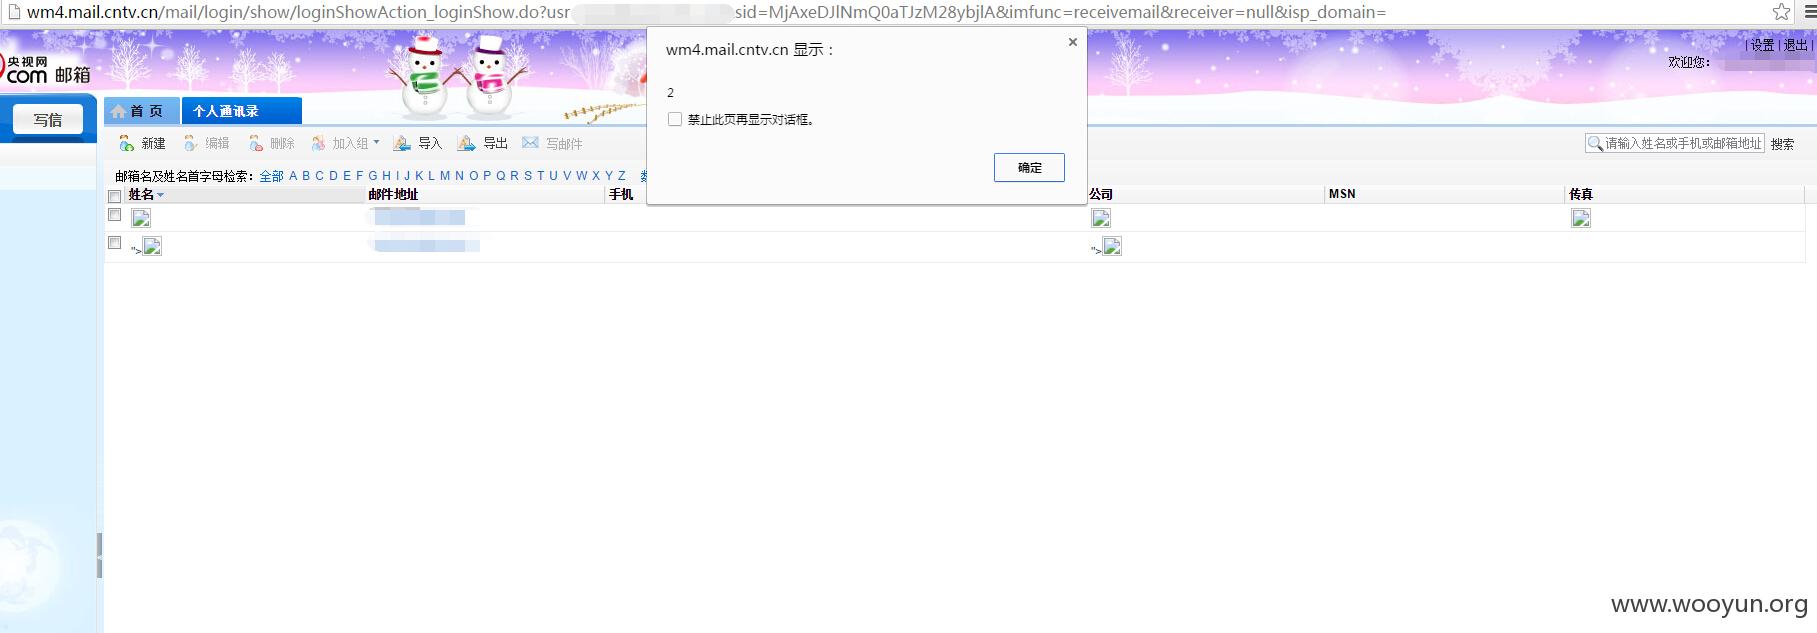 wm4.mail.cntv.cn/mail/login/show/loginShowAction_loginShow.do?usr sid=MjAxeDJlNmQ0aTJzM28ybjlA&imfunc=receivemail&receiver=null&isp_domain=
wm4.mail.cntv.cn 显示：
2
禁止此页再显示对话框。
确定
央视网
com 邮箱
| 设置 | 退出 |
欢迎您:
写信
首 页
个人通讯录
新建 编辑 删除 加入组 导入 导出 写邮件
请输入姓名或手机或邮箱地址 搜索
邮箱名及姓名首字母检索: 全部 A B C D E F G H I J K L M N O P Q R S T U V W X Y Z 数
姓名 邮件地址 手机 公司 MSN 传真
"> ">
www.wooyun.org